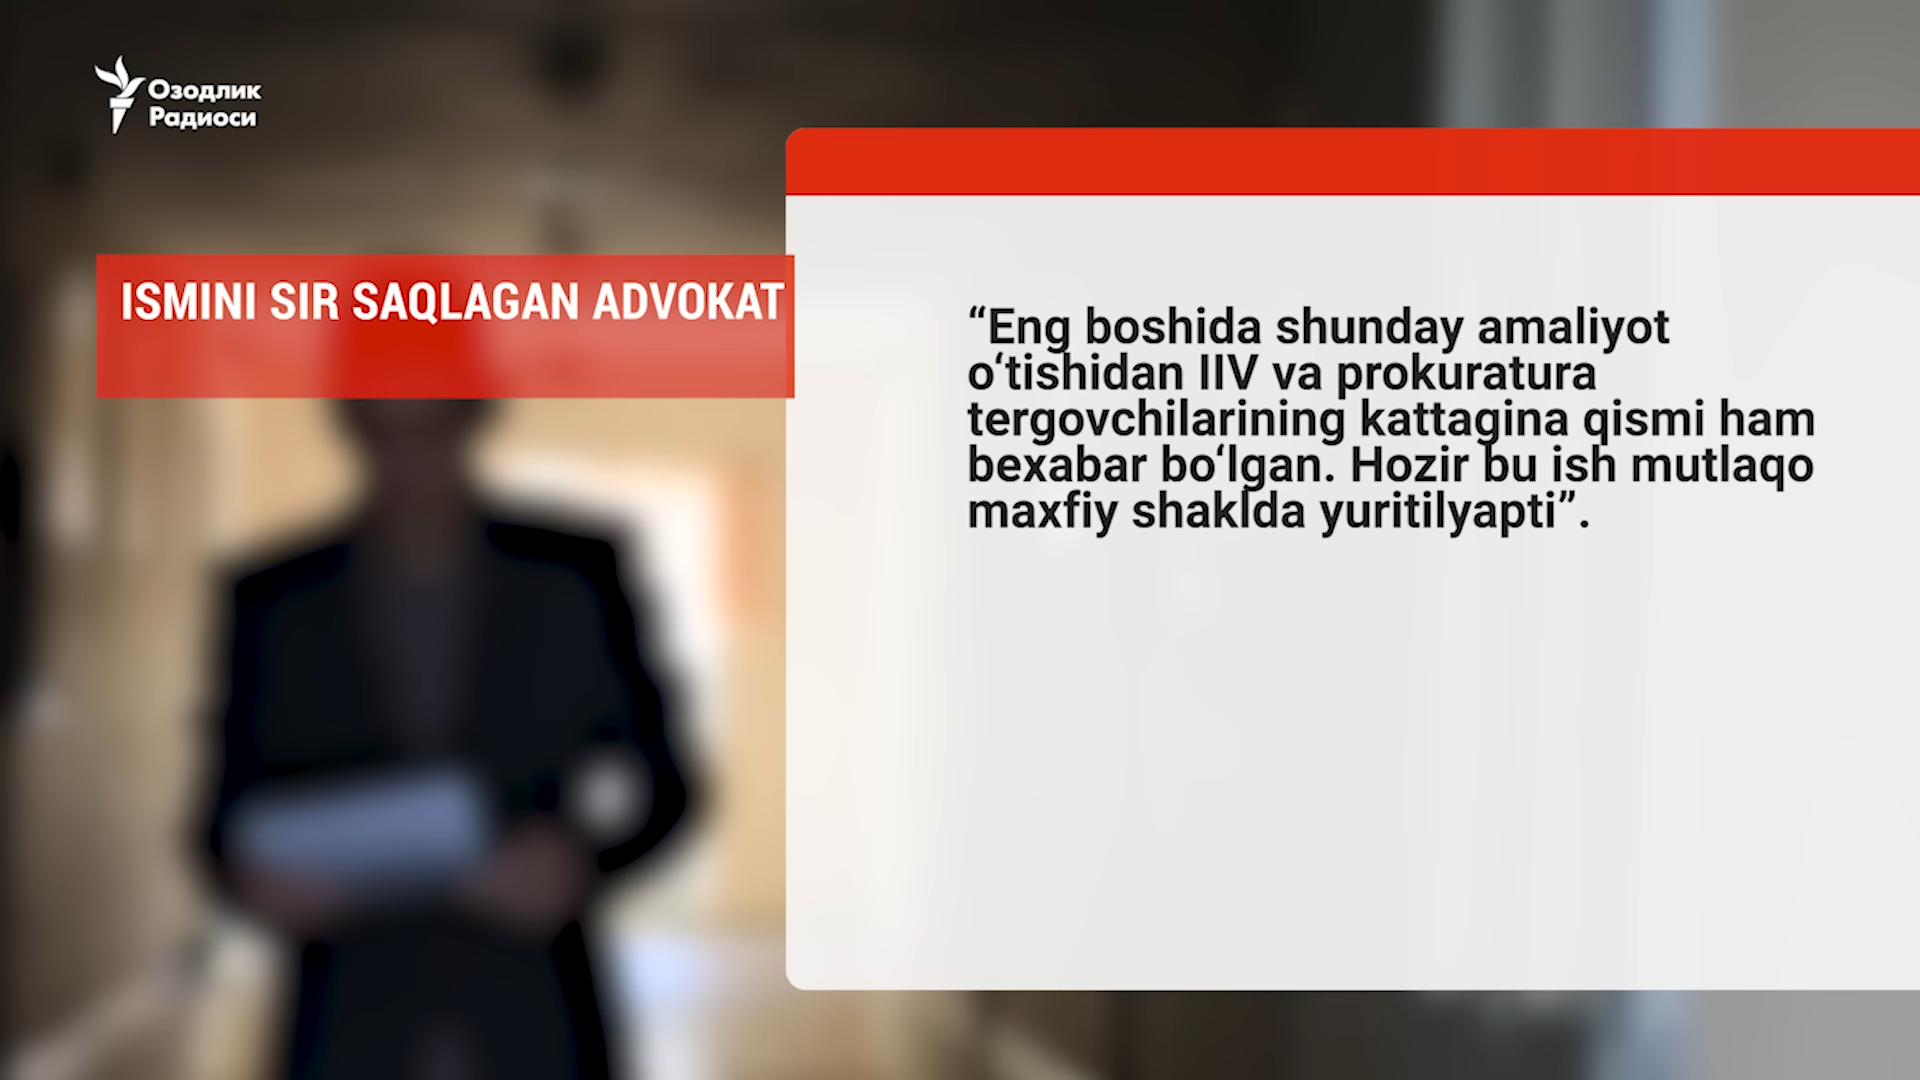 Озодлик
Радиоси
ISMINI SIR SAQLAGAN ADVOKAT
“Eng boshida shunday amaliyot
o‘tishidan IIV va prokuratura
tergovchilarining kattagina qismi ham
bexabar bo‘lgan. Hozir bu ish mutlaqo
maxfiy shaklda yuritilyapti”.